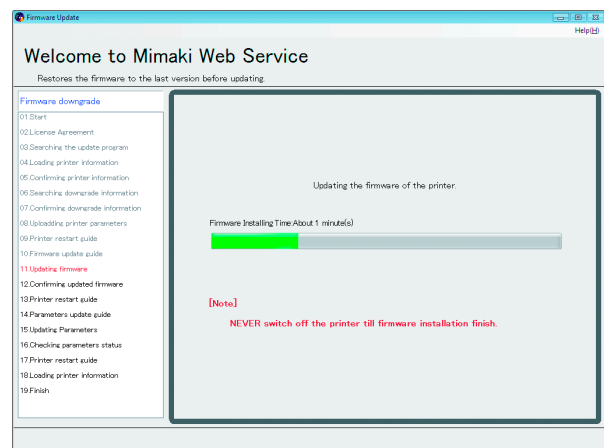 Firmware Update
Help(H)
Welcome to Mimaki Web Service
Restores the firmware to the last version before updating.
Firmware downgrade
01.Start
02.License Agreement
03.Searching the update program
04.Loading printer information
05.Confirming printer information
06.Searching downgrade information
07.Confirming downgrade information
08.Uploadding printer parameters
09.Printer restart guide
10.Firmware update guide
11.Updating firmware
12.Confirming updated firmware
13.Printer restart guide
14.Parameters update guide
15.Updating Parameters
16.Checking parameters status
17.Printer restart guide
18.Loading printer information
19.Finish
Updating the firmware of the printer.
Firmware Installing Time:About 1 minute(s)
[Note]
NEVER switch off the printer till firmware installation finish.